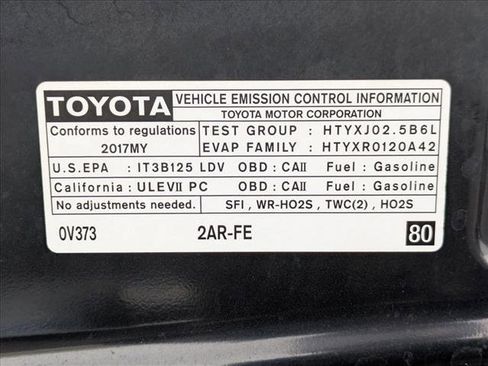 TOYOTA VEHICLE EMISSION CONTROL INFORMATION
TOYOTA MOTOR CORPORATION
Conforms to regulations
2017MY
TEST GROUP : HTYXJ02.5B6L
EVAP FAMILY : HTYXR0120A42
U.S.EPA : IT3B125 LDV OBD : CAII Fuel : Gasoline
California : ULEVII PC OBD : CAII Fuel : Gasoline
No adjustments needed. SFI , WR-HO2S , TWC(2) , HO2S
0V373 2AR-FE 80